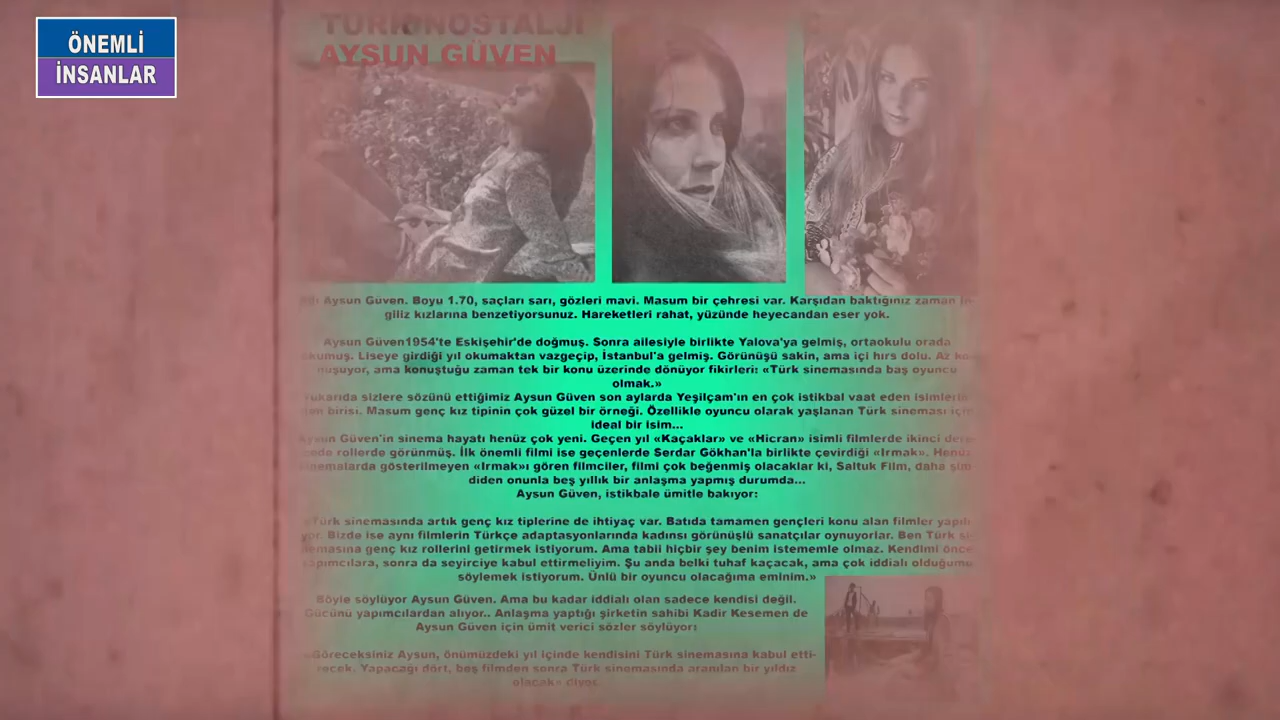 ÖNEMLİ
İNSANLAR
TÜRK NOSTALJİ
AYSUN GÜVEN
Adı Aysun Güven. Boyu 1.70, saçları sarı, gözleri mavi. Masum bir çehresi var. Karşıdan baktığınız zaman in-
giliz kızlarına benzetiyorsunuz. Hareketleri rahat, yüzünde heyecandan eser yok.
Aysun Güven1954'te Eskişehir'de doğmuş. Sonra ailesiyle birlikte Yalova'ya gelmiş, ortaokulu orada
okumuş. Liseye girdiği yıl okumaktan vazgeçip, İstanbul'a gelmiş. Görünüşü sakin, ama içi hırs dolu. Az ko-
nuşuyor, ama konuştuğu zaman tek bir konu üzerinde dönüyor fikirleri: «Türk sinemasında baş oyuncu
olmak.»
Yukarıda sizlere sözünü ettiğimiz Aysun Güven son aylarda Yeşilçam'ın en çok istikbal vaat eden isimlerin-
den birisi. Masum genç kız tipinin çok güzel bir örneği. Özellikle oyuncu olarak yaşlanan Türk sineması için
ideal bir isim...
Aysun Güven'in sinema hayatı henüz çok yeni. Geçen yıl «Kaçaklar» ve «Hicran» isimli filmlerde ikinci dere-
cede rollerde görünmüş. İlk önemli filmi ise geçenlerde Serdar Gökhan'la birlikte çevirdiği «Irmak». Henüz
sinemalarda gösterilmeyen «Irmak»ı gören filmciler, filmi çok beğenmiş olacaklar ki, Saltuk Film, daha şim
diden onunla beş yıllık bir anlaşma yapmış durumda...
Aysun Güven, istikbale ümitle bakıyor:
«Türk sinemasında artık genç kız tiplerine de ihtiyaç var. Batıda tamamen gençleri konu alan filmler yapılı-
yor. Bizde ise aynı filmlerin Türkçe adaptasyonlarında kadınsı görünüşlü sanatçılar oynuyorlar. Ben Türk si-
nemasına genç kız rollerini getirmek istiyorum. Ama tabii hiçbir şey benim istememle olmaz. Kendimi önce
yapımcılara, sonra da seyirciye kabul ettirmeliyim. Şu anda belki tuhaf kaçacak, ama çok iddialı olduğumu
söylemek istiyorum. Ünlü bir oyuncu olacağıma eminim.»
Böyle söylüyor Aysun Güven. Ama bu kadar iddialı olan sadece kendisi değil.
Gücünü yapımcılardan alıyor.. Anlaşma yaptığı şirketin sahibi Kadir Kesemen de
Aysun Güven için ümit verici sözler söylüyor:
«Göreceksiniz Aysun, önümüzdeki yıl içinde kendisini Türk sinemasına kabul etti-
recek. Yapacağı dört, beş filmden sonra Türk sinemasında aranılan bir yıldız
olacak» diyor.